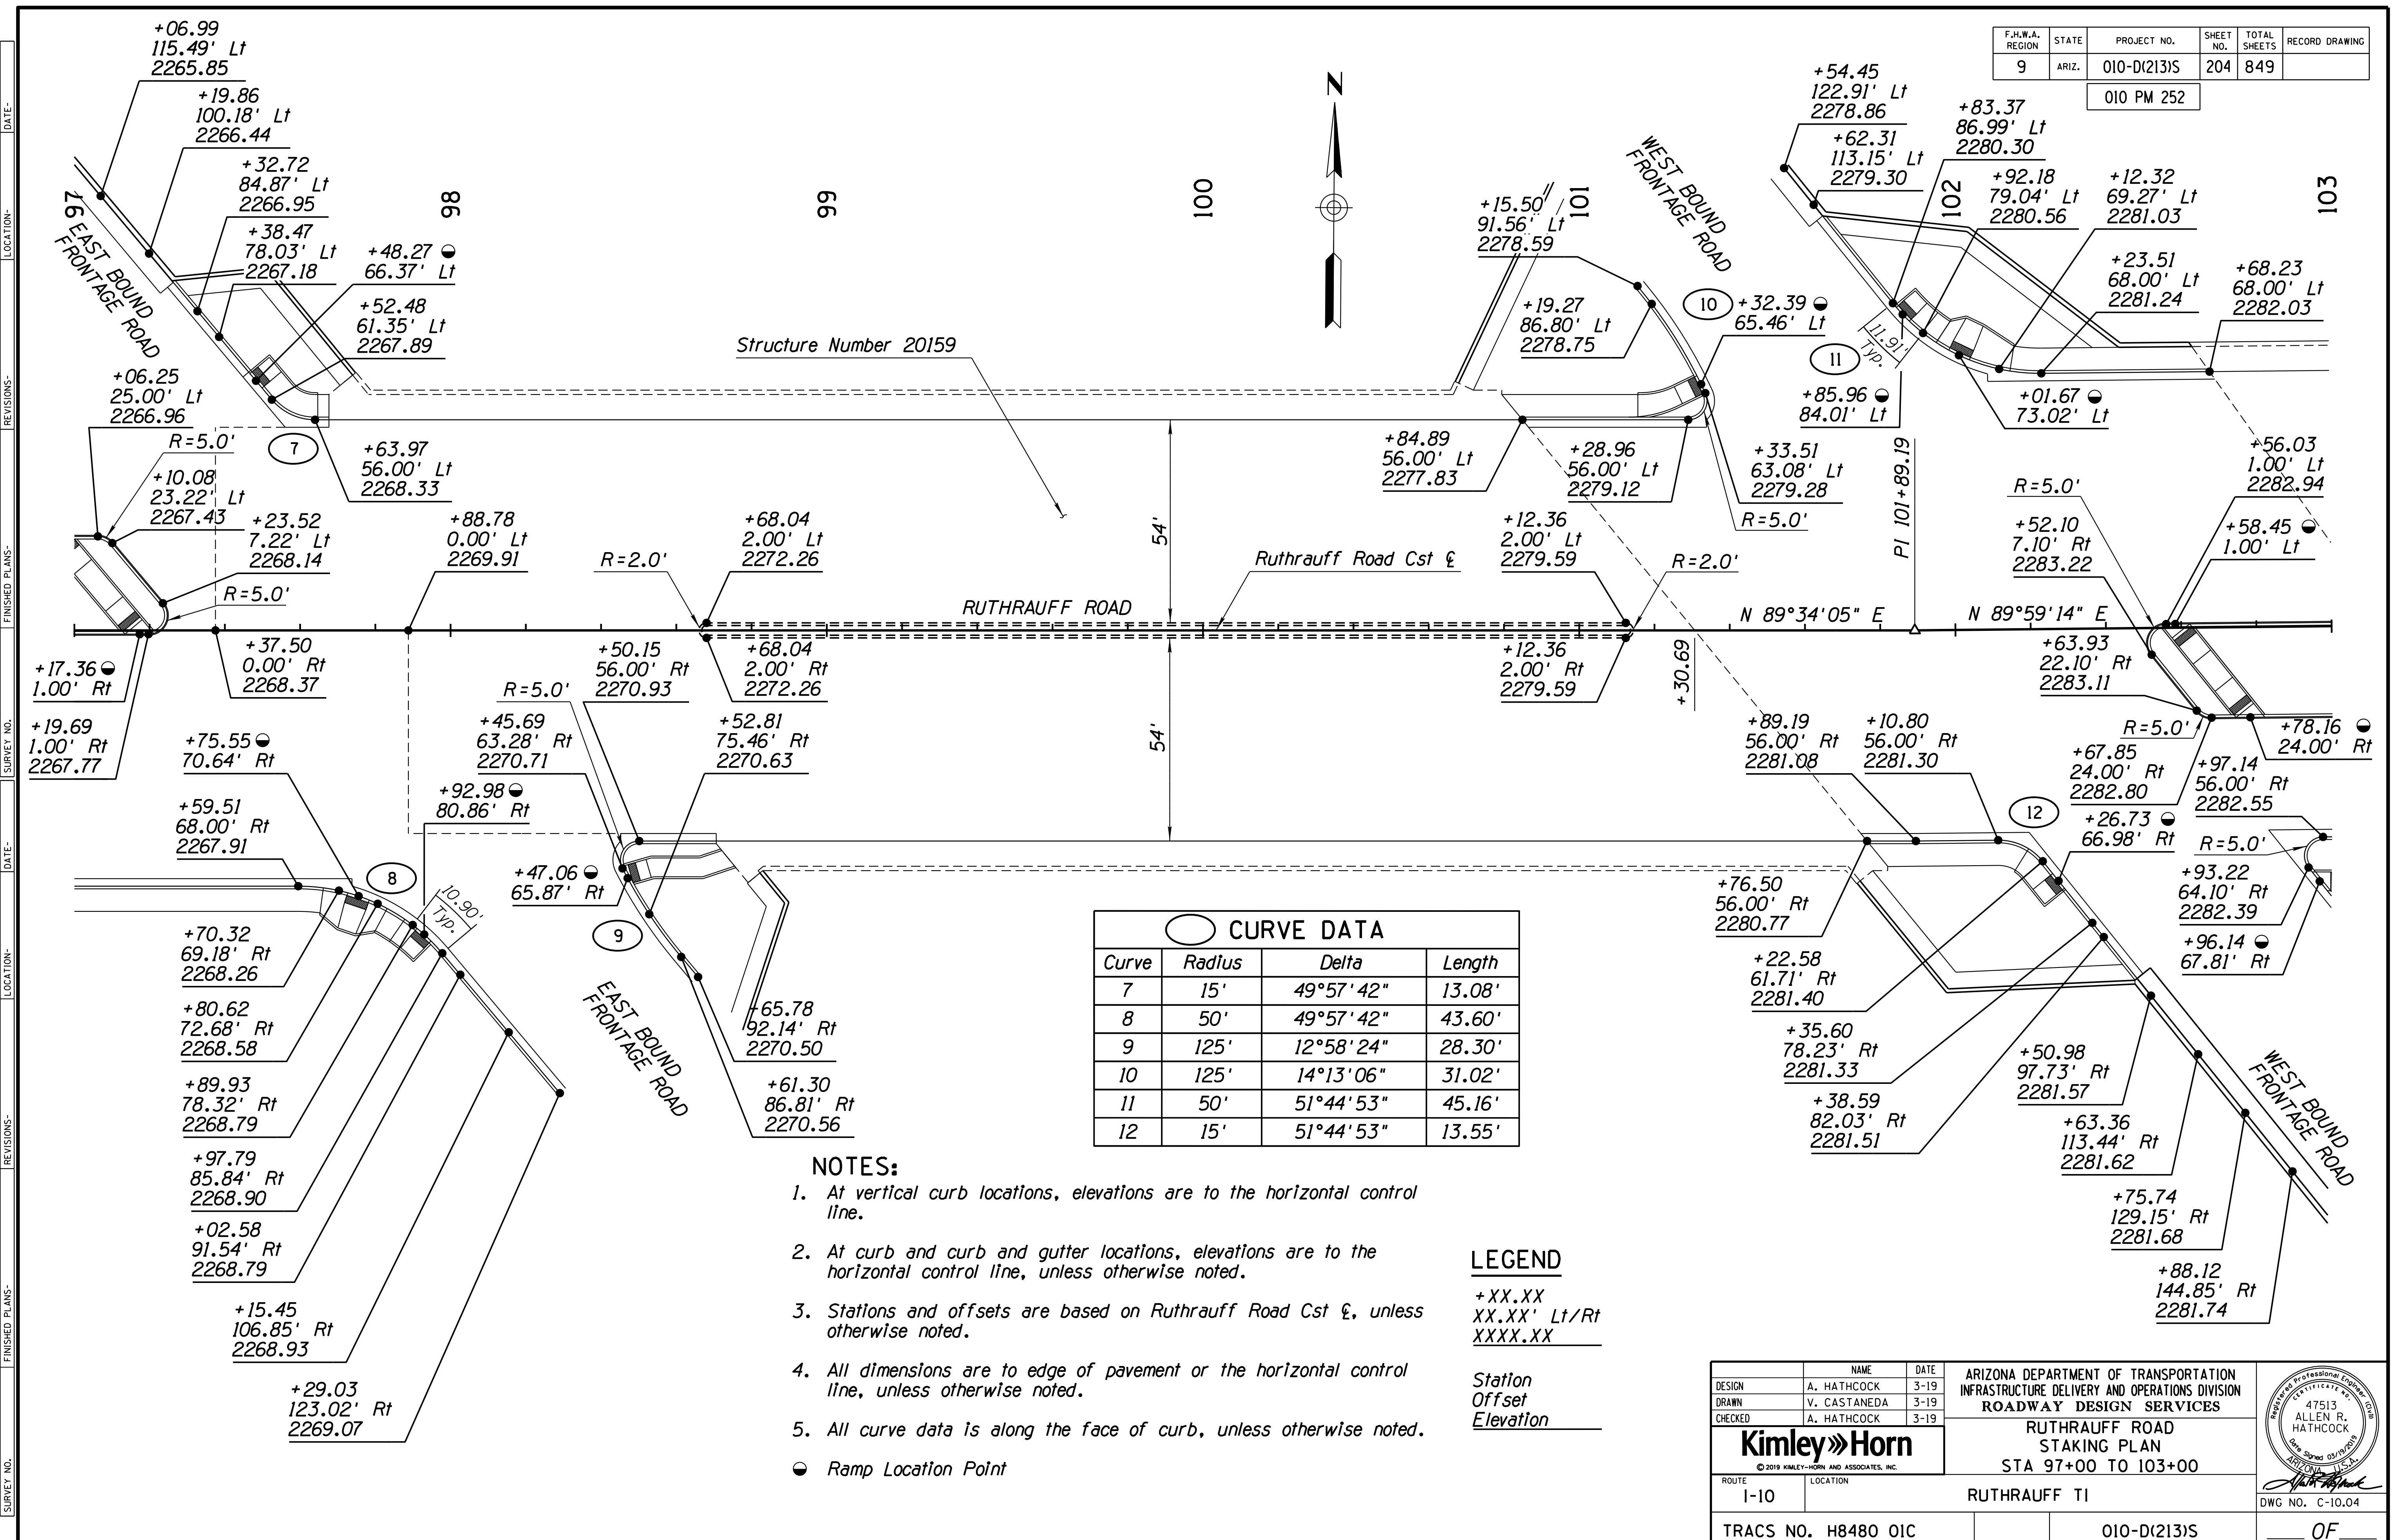 F.H.W.A. REGION STATE PROJECT NO. SHEET NO. TOTAL SHEETS RECORD DRAWING
9 ARIZ. 010-D(213)S 204 849
010 PM 252
N
97
98
99
100
101
102
103
+06.99
115.49' Lt
2265.85
+19.86
100.18' Lt
2266.44
+32.72
84.87' Lt
2266.95
+38.47
78.03' Lt
2267.18
+48.27
66.37' Lt
+52.48
61.35' Lt
2267.89
EAST BOUND
FRONTAGE ROAD
+06.25
25.00' Lt
2266.96
R=5.0'
7
+63.97
56.00' Lt
2268.33
+10.08
23.22' Lt
2267.43
+23.52
7.22' Lt
2268.14
R=5.0'
+88.78
0.00' Lt
2269.91
Structure Number 20159
R=2.0'
+68.04
2.00' Lt
2272.26
RUTHRAUFF ROAD
54'
Ruthrauff Road Cst ℄
+15.50
91.56' Lt
2278.59
WEST BOUND
FRONTAGE ROAD
+19.27
86.80' Lt
2278.75
10
+32.39
65.46' Lt
+84.89
56.00' Lt
2277.83
+28.96
56.00' Lt
2279.12
+33.51
63.08' Lt
2279.28
R=5.0'
+12.36
2.00' Lt
2279.59
R=2.0'
+54.45
122.91' Lt
2278.86
+62.31
113.15' Lt
2279.30
+83.37
86.99' Lt
2280.30
+92.18
79.04' Lt
2280.56
+12.32
69.27' Lt
2281.03
+23.51
68.00' Lt
2281.24
+68.23
68.00' Lt
2282.03
11.91'
Typ.
11
+85.96
84.01' Lt
+01.67
73.02' Lt
PI 101+89.19
N 89°34'05" E
N 89°59'14" E
+56.03
1.00' Lt
2282.94
R=5.0'
+52.10
7.10' Rt
2283.22
+58.45
1.00' Lt
+17.36
1.00' Rt
+19.69
1.00' Rt
2267.77
+37.50
0.00' Rt
2268.37
+75.55
70.64' Rt
+59.51
68.00' Rt
2267.91
+92.98
80.86' Rt
8
10.90'
Typ.
+70.32
69.18' Rt
2268.26
+80.62
72.68' Rt
2268.58
+89.93
78.32' Rt
2268.79
+97.79
85.84' Rt
2268.90
+02.58
91.54' Rt
2268.79
+15.45
106.85' Rt
2268.93
+29.03
123.02' Rt
2269.07
+50.15
56.00' Rt
2270.93
R=5.0'
+45.69
63.28' Rt
2270.71
+68.04
2.00' Rt
2272.26
+52.81
75.46' Rt
2270.63
+47.06
65.87' Rt
9
EAST BOUND
FRONTAGE ROAD
+65.78
92.14' Rt
2270.50
+61.30
86.81' Rt
2270.56
54'
+12.36
2.00' Rt
2279.59
+30.69
+63.93
22.10' Rt
2283.11
+89.19
56.00' Rt
2281.08
+10.80
56.00' Rt
2281.30
R=5.0'
+67.85
24.00' Rt
2282.80
+78.16
24.00' Rt
+97.14
56.00' Rt
2282.55
12
+26.73
66.98' Rt
R=5.0'
+93.22
64.10' Rt
2282.39
+96.14
67.81' Rt
+76.50
56.00' Rt
2280.77
+22.58
61.71' Rt
2281.40
+35.60
78.23' Rt
2281.33
+38.59
82.03' Rt
2281.51
+50.98
97.73' Rt
2281.57
+63.36
113.44' Rt
2281.62
+75.74
129.15' Rt
2281.68
+88.12
144.85' Rt
2281.74
WEST BOUND
FRONTAGE ROAD
CURVE DATA
Curve Radius Delta Length
7 15' 49°57'42" 13.08'
8 50' 49°57'42" 43.60'
9 125' 12°58'24" 28.30'
10 125' 14°13'06" 31.02'
11 50' 51°44'53" 45.16'
12 15' 51°44'53" 13.55'
NOTES:
1. At vertical curb locations, elevations are to the horizontal control
line.
2. At curb and curb and gutter locations, elevations are to the
horizontal control line, unless otherwise noted.
3. Stations and offsets are based on Ruthrauff Road Cst ℄, unless
otherwise noted.
4. All dimensions are to edge of pavement or the horizontal control
line, unless otherwise noted.
5. All curve data is along the face of curb, unless otherwise noted.
Ramp Location Point
LEGEND
+XX.XX
XX.XX' Lt/Rt
XXXX.XX
Station
Offset
Elevation
NAME DATE
DESIGN A. HATHCOCK 3-19
DRAWN V. CASTANEDA 3-19
CHECKED A. HATHCOCK 3-19
Kimley»Horn
© 2019 KIMLEY-HORN AND ASSOCIATES, INC.
ARIZONA DEPARTMENT OF TRANSPORTATION
INFRASTRUCTURE DELIVERY AND OPERATIONS DIVISION
ROADWAY DESIGN SERVICES
RUTHRAUFF ROAD
STAKING PLAN
STA 97+00 TO 103+00
ROUTE
I-10
LOCATION
RUTHRAUFF TI
TRACS NO. H8480 01C
010-D(213)S
Registered Professional Engineer (Civil)
CERTIFICATE NO.
47513
ALLEN R.
HATHCOCK
Date Signed 03/19/2019
ARIZONA U.S.A.
DWG NO. C-10.04
OF
DATE-
LOCATION-
REVISIONS-
FINISHED PLANS-
SURVEY NO.
DATE-
LOCATION-
REVISIONS-
FINISHED PLANS-
SURVEY NO.